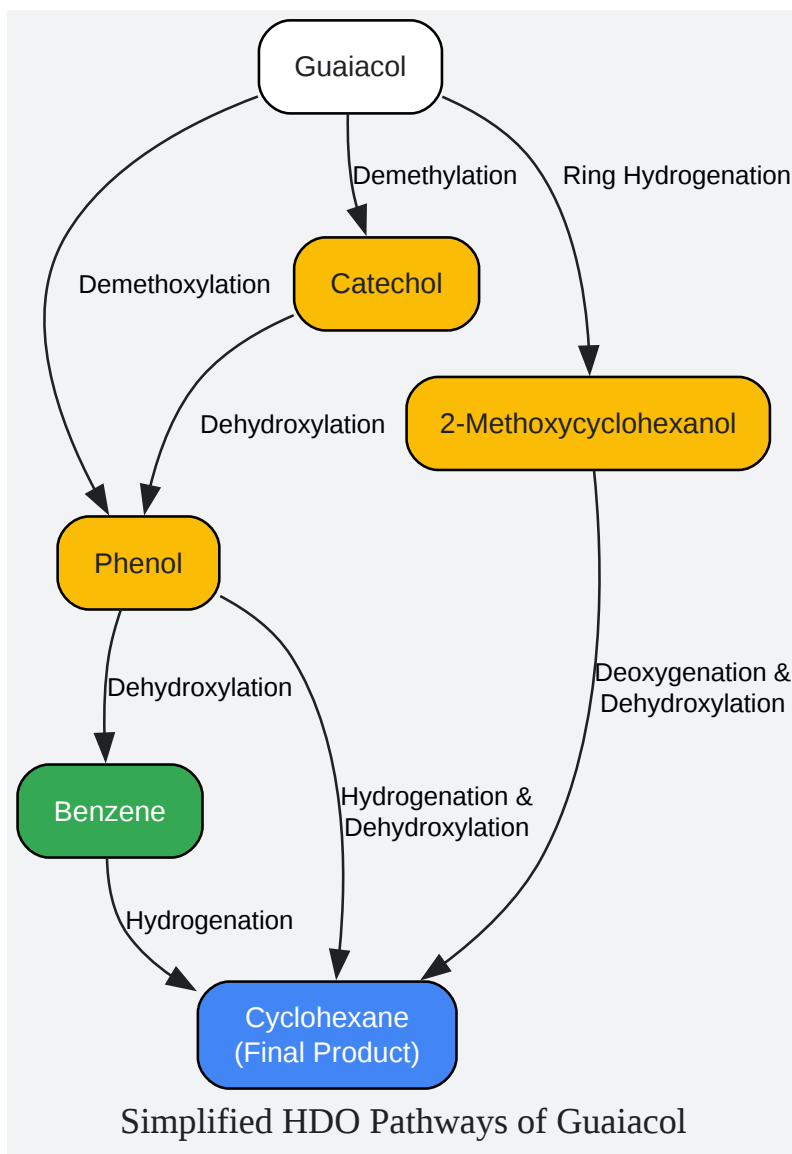 Guaiacol
Demethylation
Ring Hydrogenation
Demethoxylation
Catechol
Dehydroxylation
2-Methoxycyclohexanol
Phenol
Dehydroxylation
Deoxygenation &
Dehydroxylation
Benzene
Hydrogenation &
Dehydroxylation
Hydrogenation
Cyclohexane
(Final Product)
Simplified HDO Pathways of Guaiacol